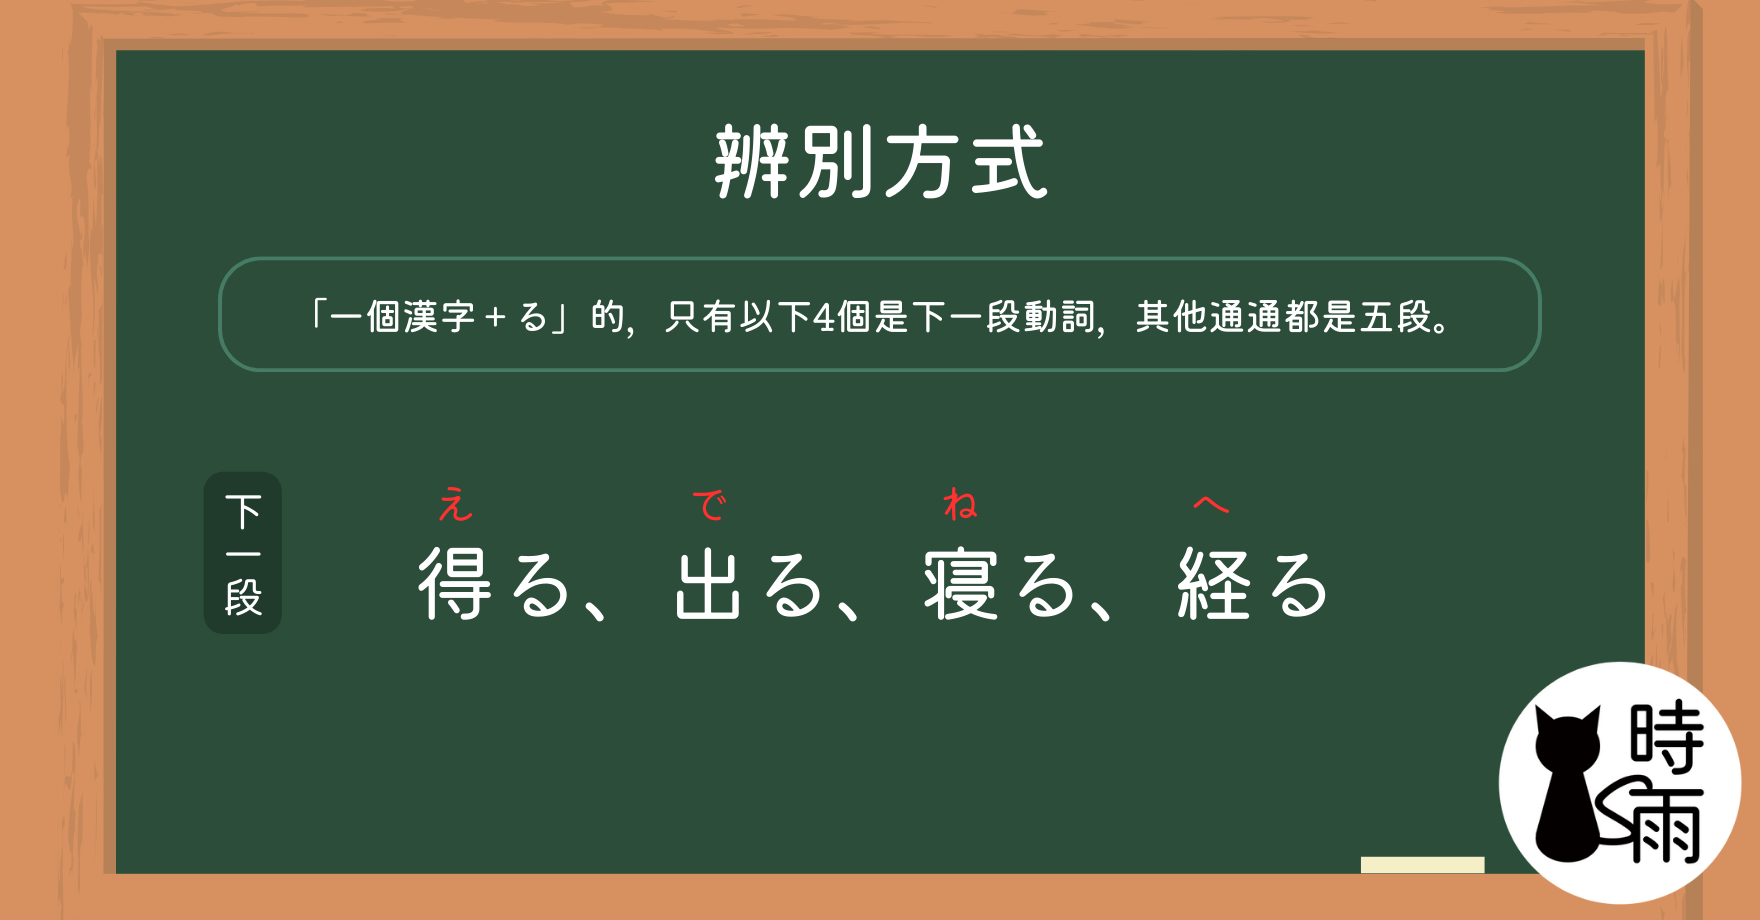 辨別方式
「一個漢字 + る」的，只有以下4個是下一段動詞，其他通通都是五段。
下一段
え で ね へ
得る、出る、寝る、経る
時雨